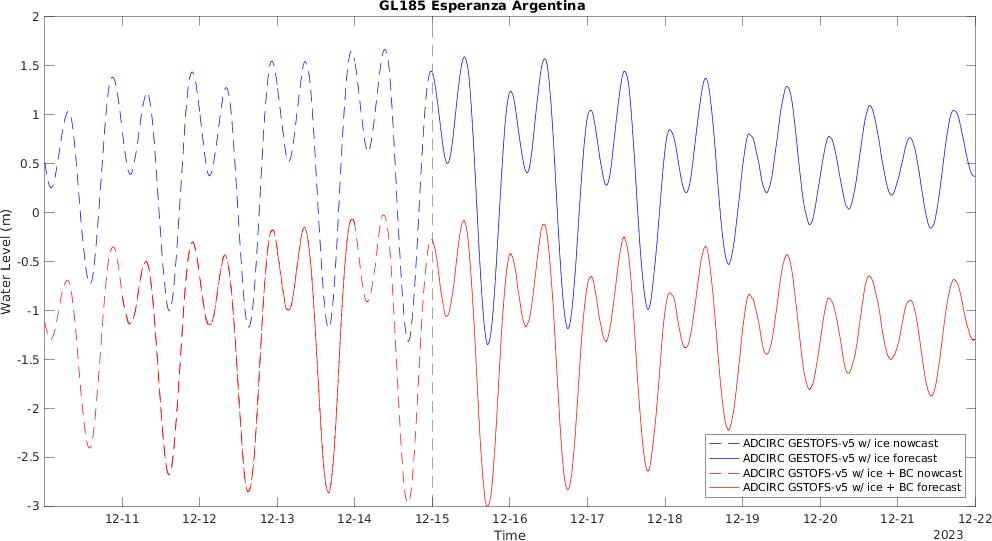 GL185 Esperanza Argentina
Water Level (m)
2
1.5
1
0.5
0
-0.5
-1
-1.5
-2
-2.5
-3
ADCIRC GESTOFS-v5 w/ ice nowcast
ADCIRC GESTOFS-v5 w/ ice forecast
ADCIRC GSTOFS-v5 w/ ice + BC nowcast
ADCIRC GSTOFS-v5 w/ ice + BC forecast
12-11 12-12 12-13 12-14 12-15 12-16 12-17 12-18 12-19 12-20 12-21 12-22
Time
2023